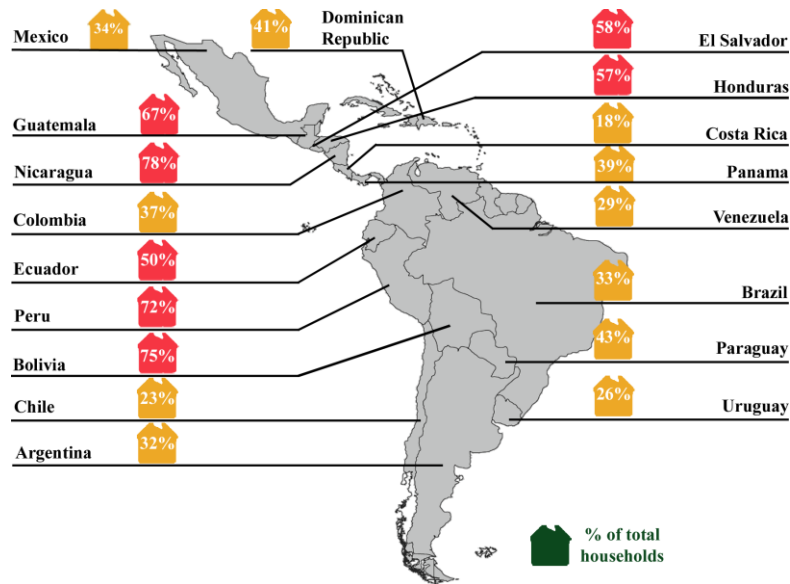 Mexico 34% 41% Dominican
Republic
58% El Salvador
57% Honduras
Guatemala 67%
18% Costa Rica
Nicaragua 78%
39% Panama
Colombia 37%
29% Venezuela
Ecuador 50%
33% Brazil
Peru 72%
Bolivia 75%
43% Paraguay
Chile 23%
26% Uruguay
Argentina 32%
% of total
households